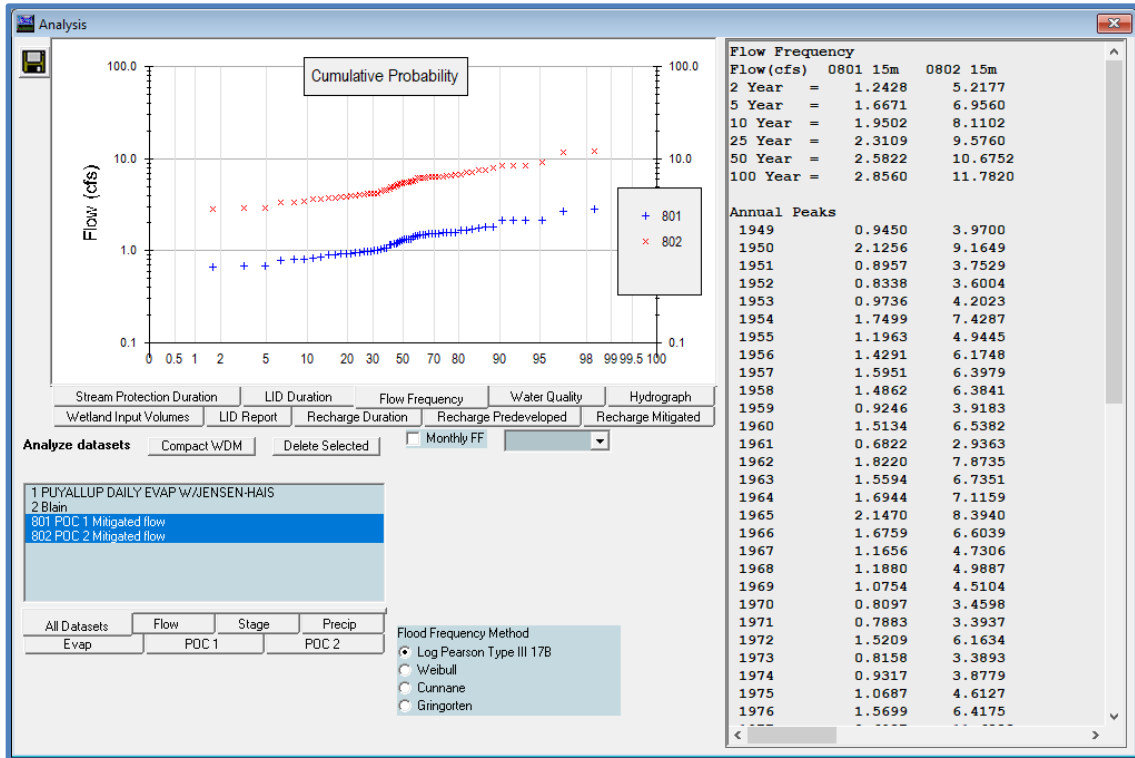 Analysis
Cumulative Probability
100.0
10.0
1.0
0.1
Flow (cfs)
100.0
10.0
0.1
801
802
0 0.5 1 2 5 10 20 30 50 70 80 90 95 98 99 99.5 100
Stream Protection Duration LID Duration Flow Frequency Water Quality Hydrograph
Wetland Input Volumes LID Report Recharge Duration Recharge Predeveloped Recharge Mitigated
Analyze datasets Compact WDM Delete Selected Monthly FF
1 PUYALLUP DAILY EVAP W/JENSEN-HAIS
2 Blain
801 POC 1 Mitigated flow
802 POC 2 Mitigated flow
All Datasets Flow Stage Precip
Evap POC 1 POC 2
Flood Frequency Method
Log Pearson Type III 17B
Weibull
Cunnane
Gringorten
Flow Frequency
Flow(cfs) 0801 15m 0802 15m
2 Year = 1.2428 5.2177
5 Year = 1.6671 6.9560
10 Year = 1.9502 8.1102
25 Year = 2.3109 9.5760
50 Year = 2.5822 10.6752
100 Year = 2.8560 11.7820
Annual Peaks
1949 0.9450 3.9700
1950 2.1256 9.1649
1951 0.8957 3.7529
1952 0.8338 3.6004
1953 0.9736 4.2023
1954 1.7499 7.4287
1955 1.1963 4.9445
1956 1.4291 6.1748
1957 1.5951 6.3979
1958 1.4862 6.3841
1959 0.9246 3.9183
1960 1.5134 6.5382
1961 0.6822 2.9363
1962 1.8220 7.8735
1963 1.5594 6.7351
1964 1.6944 7.1159
1965 2.1470 8.3940
1966 1.6759 6.6039
1967 1.1656 4.7306
1968 1.1880 4.9887
1969 1.0754 4.5104
1970 0.8097 3.4598
1971 0.7883 3.3937
1972 1.5209 6.1634
1973 0.8158 3.3893
1974 0.9317 3.8779
1975 1.0687 4.6127
1976 1.5699 6.4175